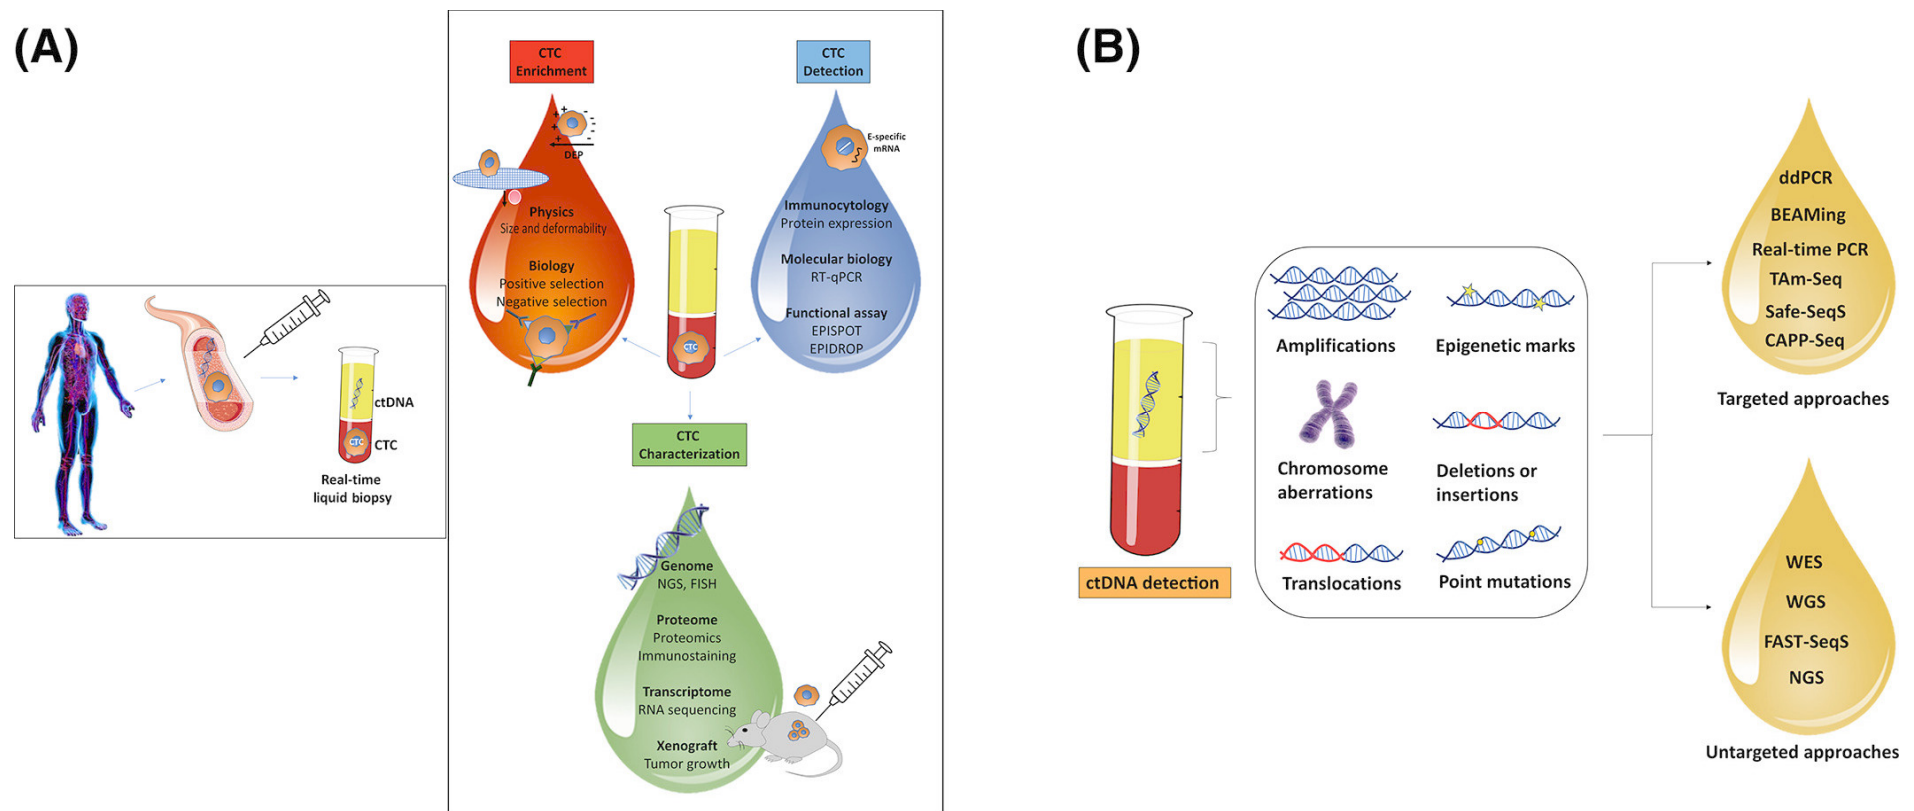 (A)
ctDNA
CTC
CTC
Real-time
liquid biopsy
CTC
Enrichment
+
+
+
+
+
-
-
-
-
-
DEP
Physics
Size and deformability
Biology
Positive selection
Negative selection
CTC
CTC
Detection
E-specific
mRNA
Immunocytology
Protein expression
Molecular biology
RT-qPCR
Functional assay
EPISPOT
EPIDROP
CTC
Characterization
Genome
NGS, FISH
Proteome
Proteomics
Immunostaining
Transcriptome
RNA sequencing
Xenograft
Tumor growth
(B)
ctDNA detection
Amplifications
Epigenetic marks
Chromosome
aberrations
Deletions or
insertions
Translocations
Point mutations
ddPCR
BEAMing
Real-time PCR
TAm-Seq
Safe-SeqS
CAPP-Seq
Targeted approaches
WES
WGS
FAST-SeqS
NGS
Untargeted approaches